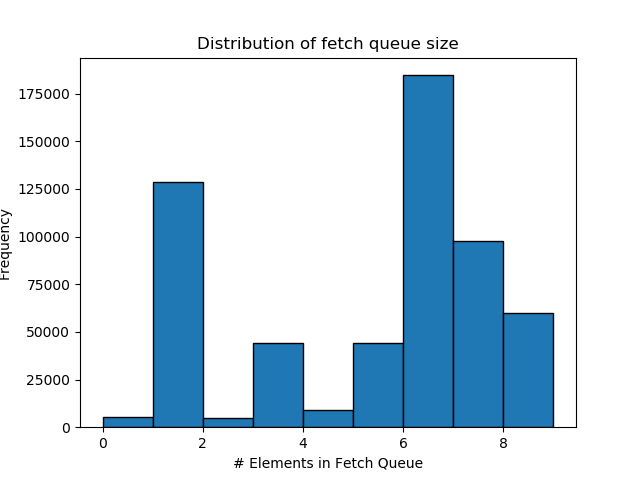 Distribution of fetch queue size
175000
150000
125000
100000
75000
50000
25000
0
Frequency
0 2 4 6 8
# Elements in Fetch Queue